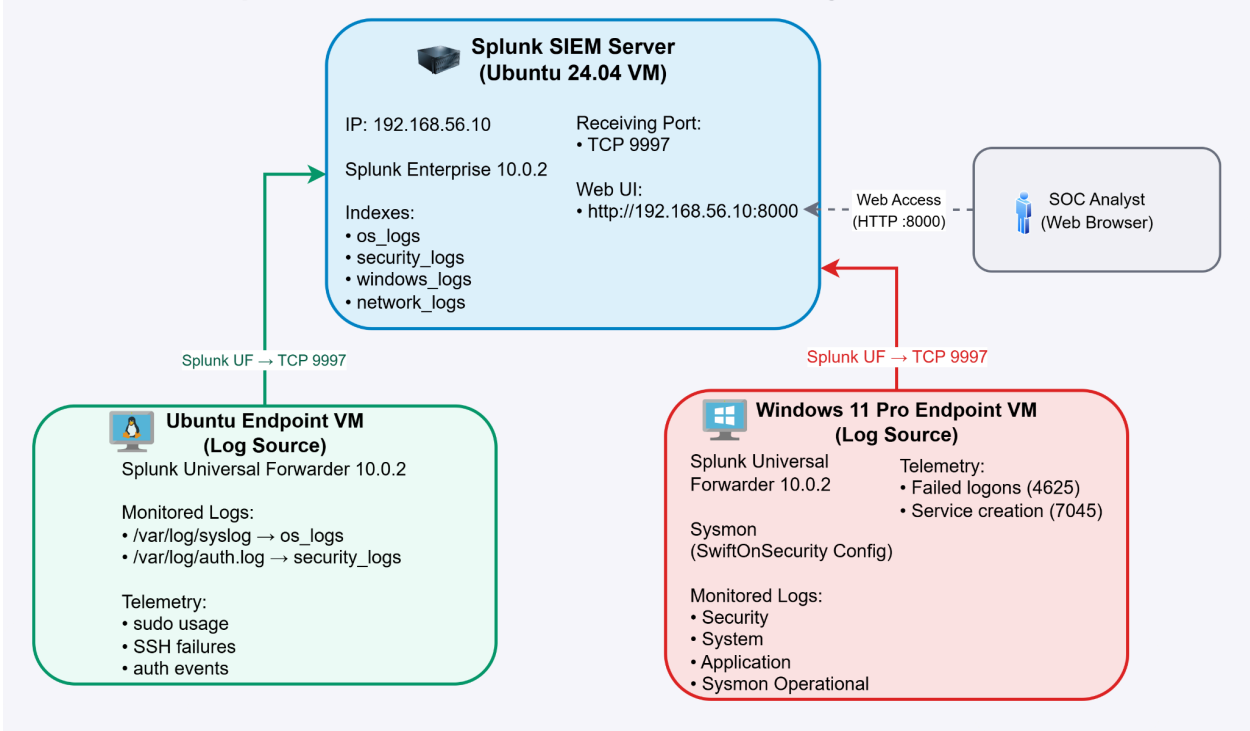 Splunk SIEM Server
(Ubuntu 24.04 VM)
IP: 192.168.56.10
Splunk Enterprise 10.0.2
Indexes:
• os_logs
• security_logs
• windows_logs
• network_logs
Receiving Port:
• TCP 9997
Web UI:
• http://192.168.56.10:8000
Web Access
(HTTP :8000)
SOC Analyst
(Web Browser)
Splunk UF → TCP 9997
Splunk UF → TCP 9997
Ubuntu Endpoint VM
(Log Source)
Splunk Universal Forwarder 10.0.2
Monitored Logs:
• /var/log/syslog → os_logs
• /var/log/auth.log → security_logs
Telemetry:
• sudo usage
• SSH failures
• auth events
Windows 11 Pro Endpoint VM
(Log Source)
Splunk Universal
Forwarder 10.0.2
Sysmon
(SwiftOnSecurity Config)
Monitored Logs:
• Security
• System
• Application
• Sysmon Operational
Telemetry:
• Failed logons (4625)
• Service creation (7045)